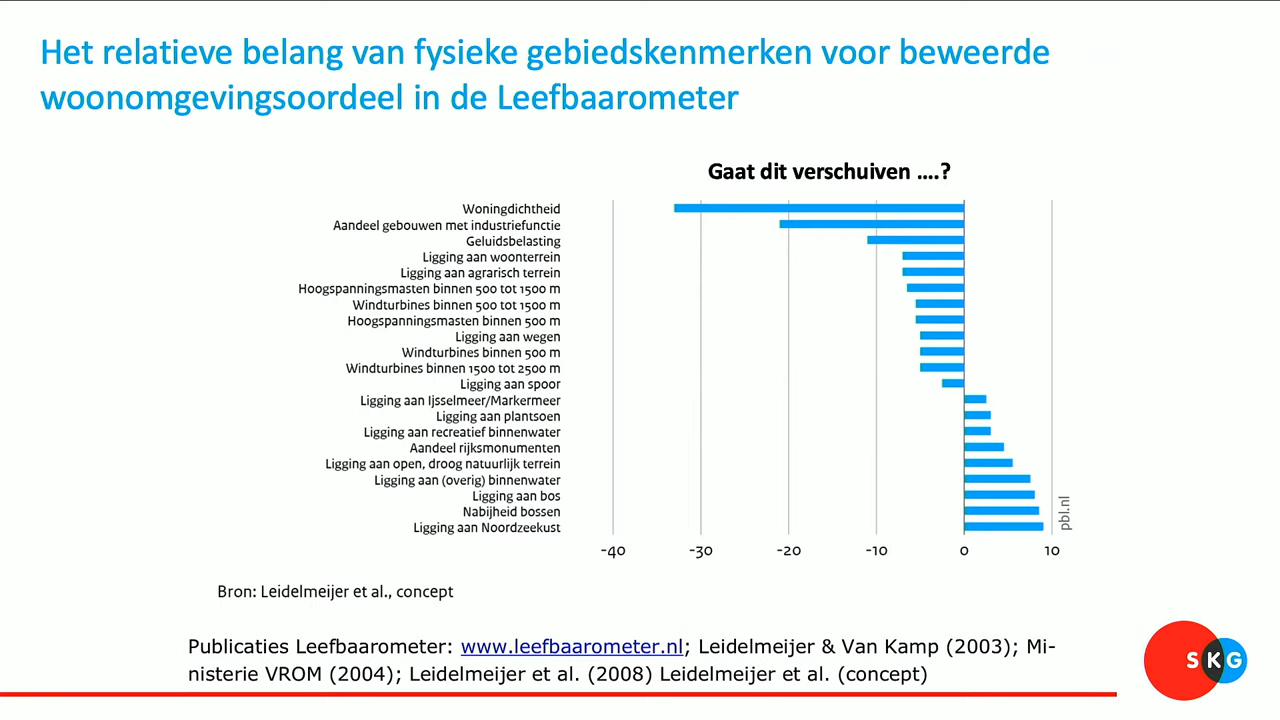 Het relatieve belang van fysieke gebiedskenmerken voor beweerde
woonomgevingsoordeel in de Leefbaarometer
Gaat dit verschuiven ....?
Woningdichtheid
Aandeel gebouwen met industriefunctie
Geluidsbelasting
Ligging aan woonterrein
Ligging aan agrarisch terrein
Hoogspanningsmasten binnen 500 tot 1500 m
Windturbines binnen 500 tot 1500 m
Hoogspanningsmasten binnen 500 m
Ligging aan wegen
Windturbines binnen 500 m
Windturbines binnen 1500 tot 2500 m
Ligging aan spoor
Ligging aan Ijsselmeer/Markermeer
Ligging aan plantsoen
Ligging aan recreatief binnenwater
Aandeel rijksmonumenten
Ligging aan open, droog natuurlijk terrein
Ligging aan (overig) binnenwater
Ligging aan bos
Nabijheid bossen
Ligging aan Noordzeekust
-40 -30 -20 -10 0 10
pbl.nl
Bron: Leidelmeijer et al., concept
Publicaties Leefbaarometer: www.leefbaarometer.nl; Leidelmeijer & Van Kamp (2003); Mi-
nisterie VROM (2004); Leidelmeijer et al. (2008) Leidelmeijer et al. (concept)
SKG